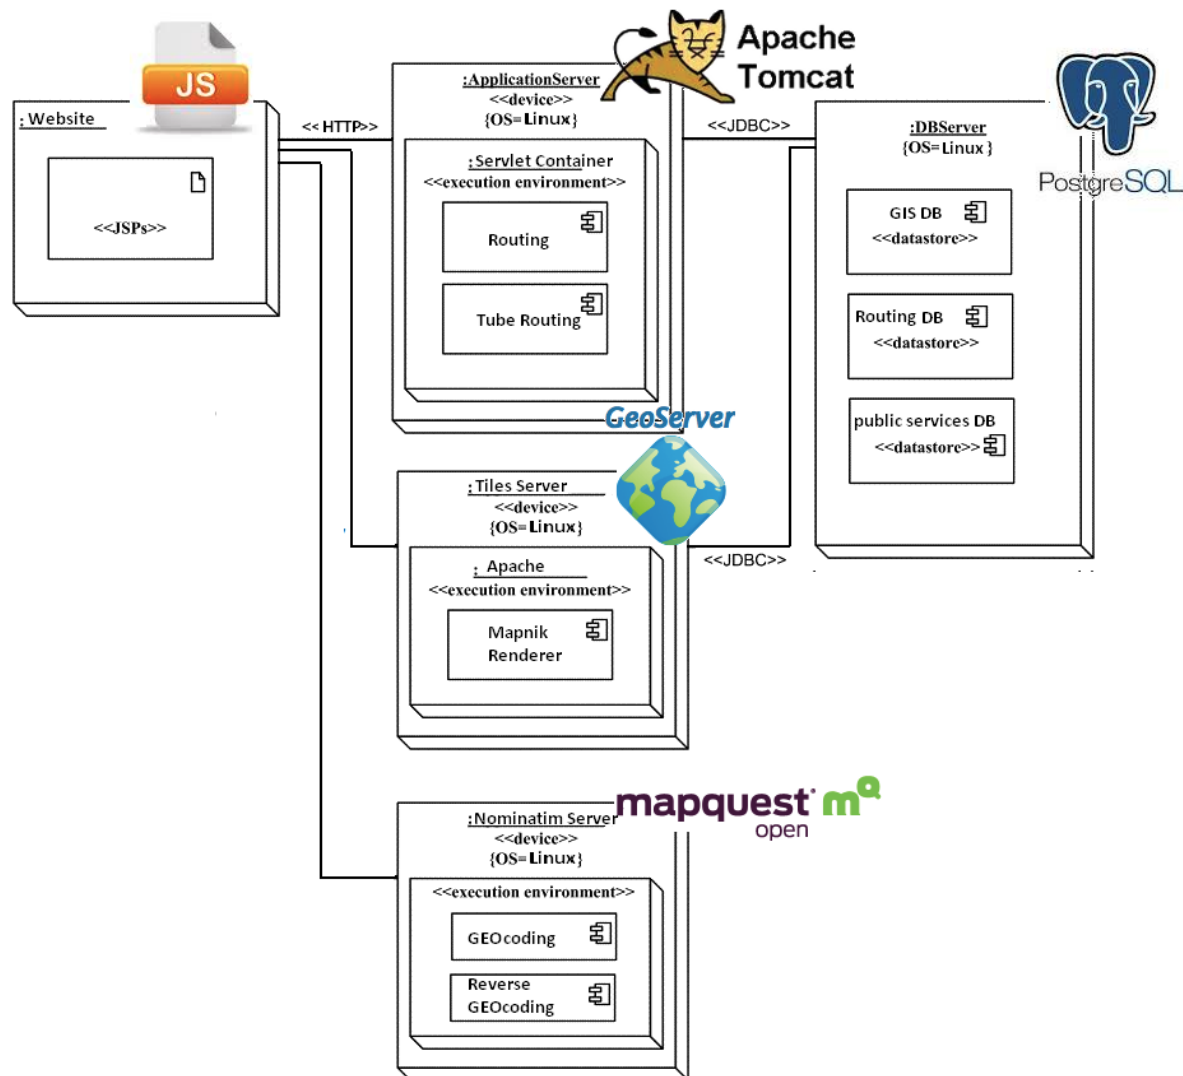 JS
: Website
<<JSPs>>
<< HTTP>>
Apache
Tomcat
:ApplicationServer
<<device>>
{OS=Linux}
:Servlet Container
<<execution environment>>
Routing
Tube Routing
<<JDBC>>
PostgreSQL
:DBServer
{OS=Linux }
GIS DB
<<datastore>>
Routing DB
<<datastore>>
public services DB
<<datastore>>
GeoServer
:Tiles Server
<<device>>
{OS=Linux}
: Apache
<<execution environment>>
Mapnik
Renderer
<<JDBC>>
mapquest mQ
open
:Nominatim Server
<<device>>
{OS=Linux}
<<execution environment>>
GEOcoding
Reverse
GEOcoding